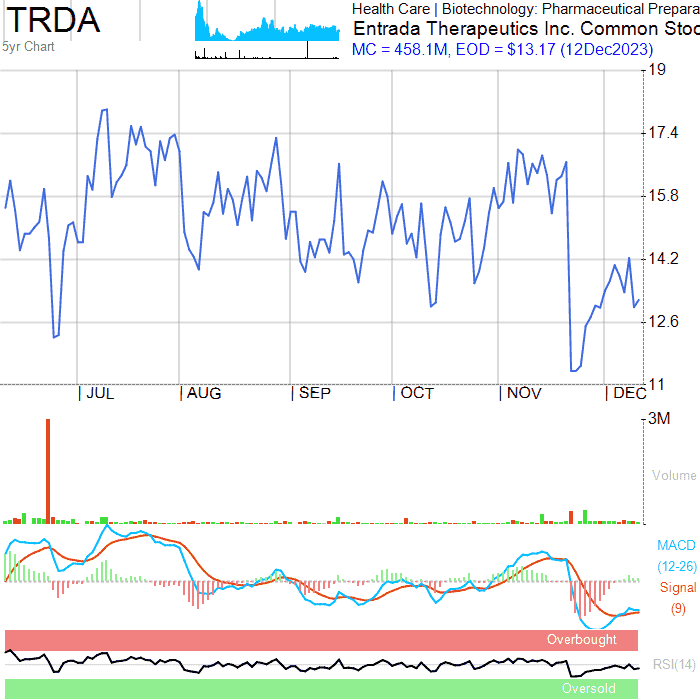 TRDA
5yr Chart
Health Care | Biotechnology: Pharmaceutical Prepara
Entrada Therapeutics Inc. Common Stoc
MC = 458.1M, EOD = $13.17 (12Dec2023)
19
17.4
15.8
14.2
12.6
11
| JUL | AUG | SEP | OCT | NOV | DEC
3M
Volume
MACD
(12-26)
Signal
(9)
Overbought
RSI(14)
Oversold